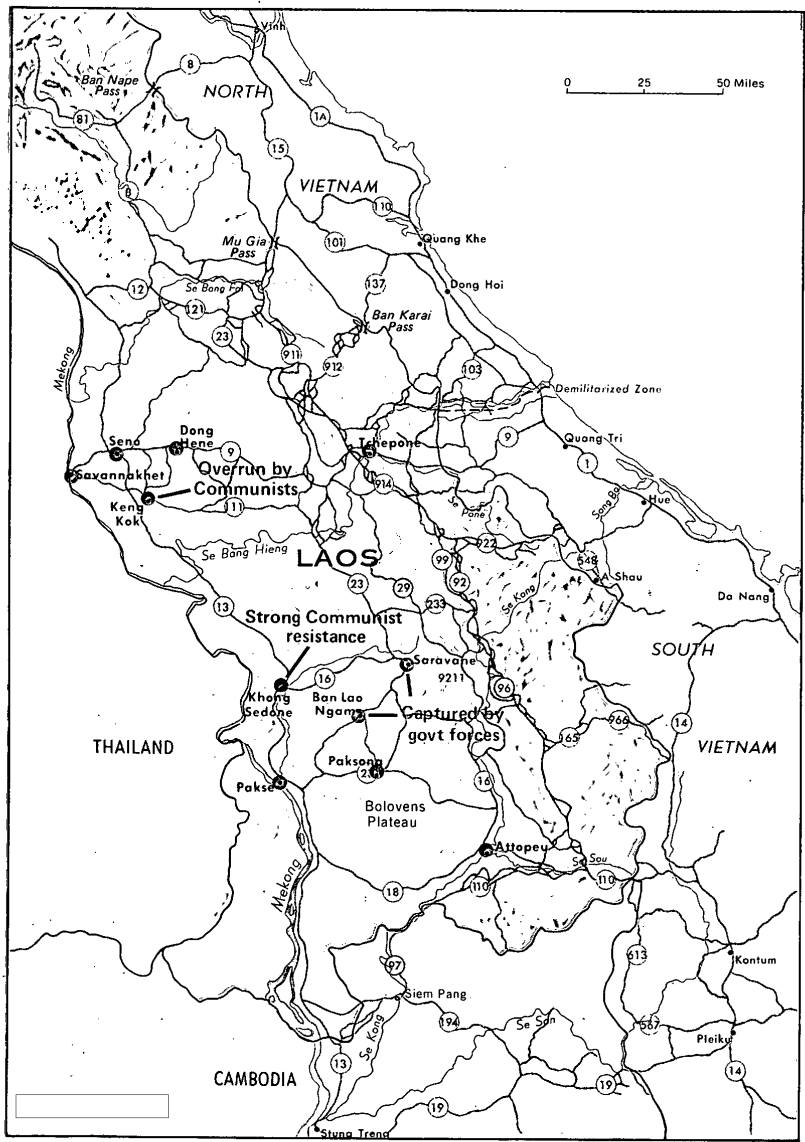 Vinh
8
Ban Nape
Pass
NORTH
0 25 50 Miles
1A
81
15
VIETNAM
8
110
Mu Gia
Pass
101
Quang Khe
137
Dong Hoi
12
Se Bang Fai
121
Ban Karai
Pass
23
911
912
103
Mekong
Demilitarized Zone
Seno
Dong
Hene
9
Tchepone
9
Quang Tri
1
Savannakhet
Overrun by
Communists
914
Keng
Kok
11
Se Pone
Song Bo
Hue
Se Bang Hieng
LAOS
922
548
A Shau
99
92
23
29
233
Se Kong
13
Da Nang
Strong Communist
resistance
SOUTH
Saravane
9211
16
96
Khong
Sedone
Ban Lao
Ngam
Captured by
govt forces
966
165
14
THAILAND
VIETNAM
Paksong
23
16
Pakse
Bolovens
Plateau
Attopeu
Se Sou
Mekong
18
110
110
613
Kontum
97
Siem Pang
194
Se San
567
Pleiku
Se Kong
13
14
CAMBODIA
19
19
Stung Treng